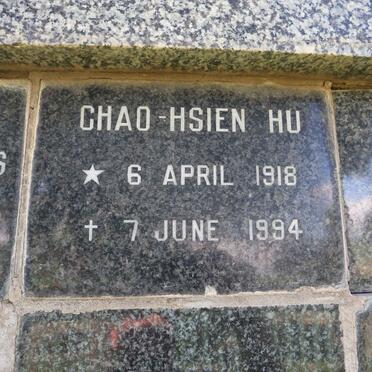 CHAO-HSIEN HU
★ 6 APRIL 1918
† 7 JUNE 1994